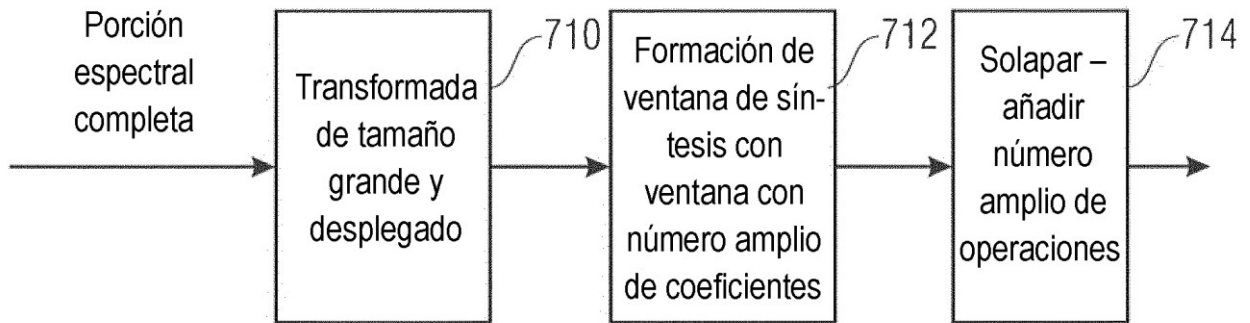 Porción
espectral
completa
Transformada
de tamaño
grande y
desplegado
710
Formación de
ventana de sín-
tesis con
ventana con
número amplio
de coeficientes
712
Solapar –
añadir
número
amplio de
operaciones
714